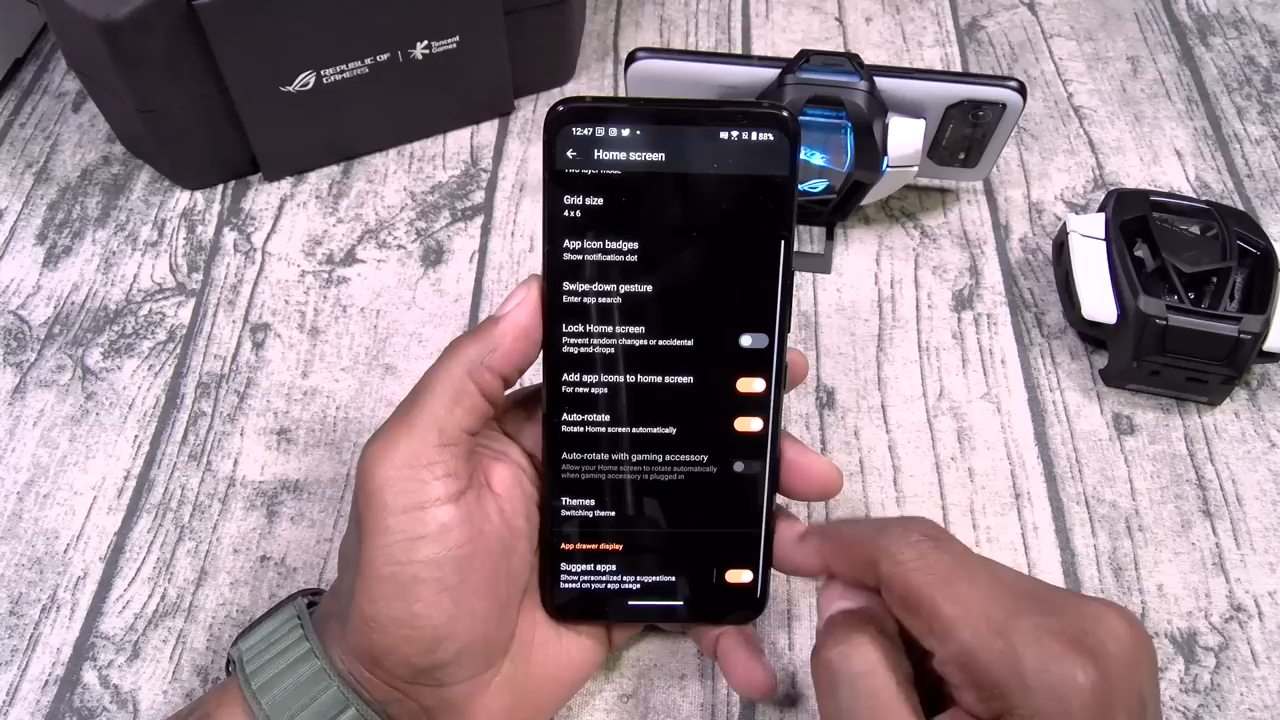 REPUBLIC OF
GAMERS
Tencent
Games
12:47
88%
Home screen
Two layer mode
Grid size
4 x 6
App icon badges
Show notification dot
Swipe-down gesture
Enter app search
Lock Home screen
Prevent random changes or accidental
drag-and-drops
Add app icons to home screen
For new apps
Auto-rotate
Rotate Home screen automatically
Auto-rotate with gaming accessory
Allow your Home screen to rotate automatically
when gaming accessory is plugged in
Themes
Switching theme
App drawer display
Suggest apps
Show personalized app suggestions
based on your app usage